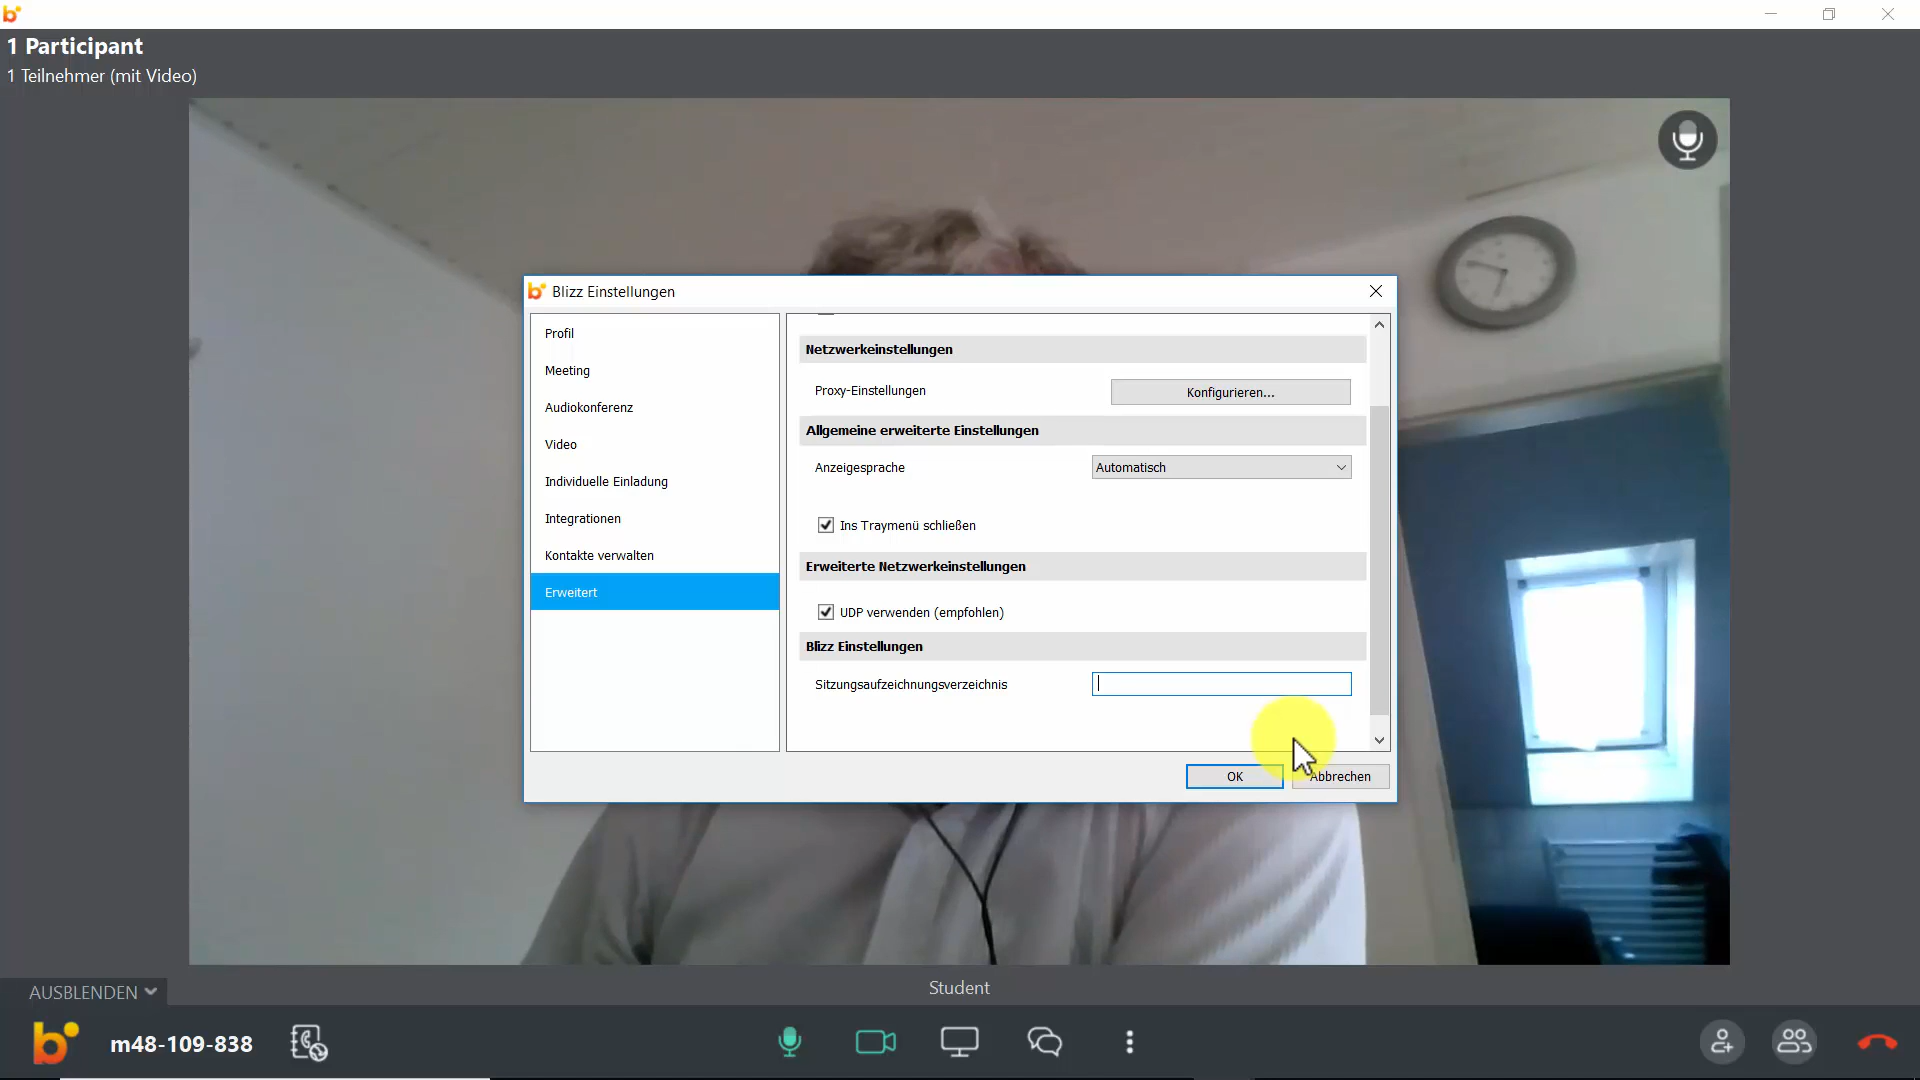 1 Participant
1 Teilnehmer (mit Video)
Blizz Einstellungen
Profil
Meeting
Audiokonferenz
Video
Individuelle Einladung
Integrationen
Kontakte verwalten
Erweitert
Netzwerkeinstellungen
Proxy-Einstellungen
Konfigurieren...
Allgemeine erweiterte Einstellungen
Anzeigesprache
Automatisch
Ins Traymenü schließen
Erweiterte Netzwerkeinstellungen
UDP verwenden (empfohlen)
Blizz Einstellungen
Sitzungsaufzeichnungsverzeichnis
OK
Abbrechen
AUSBLENDEN
Student
m48-109-838